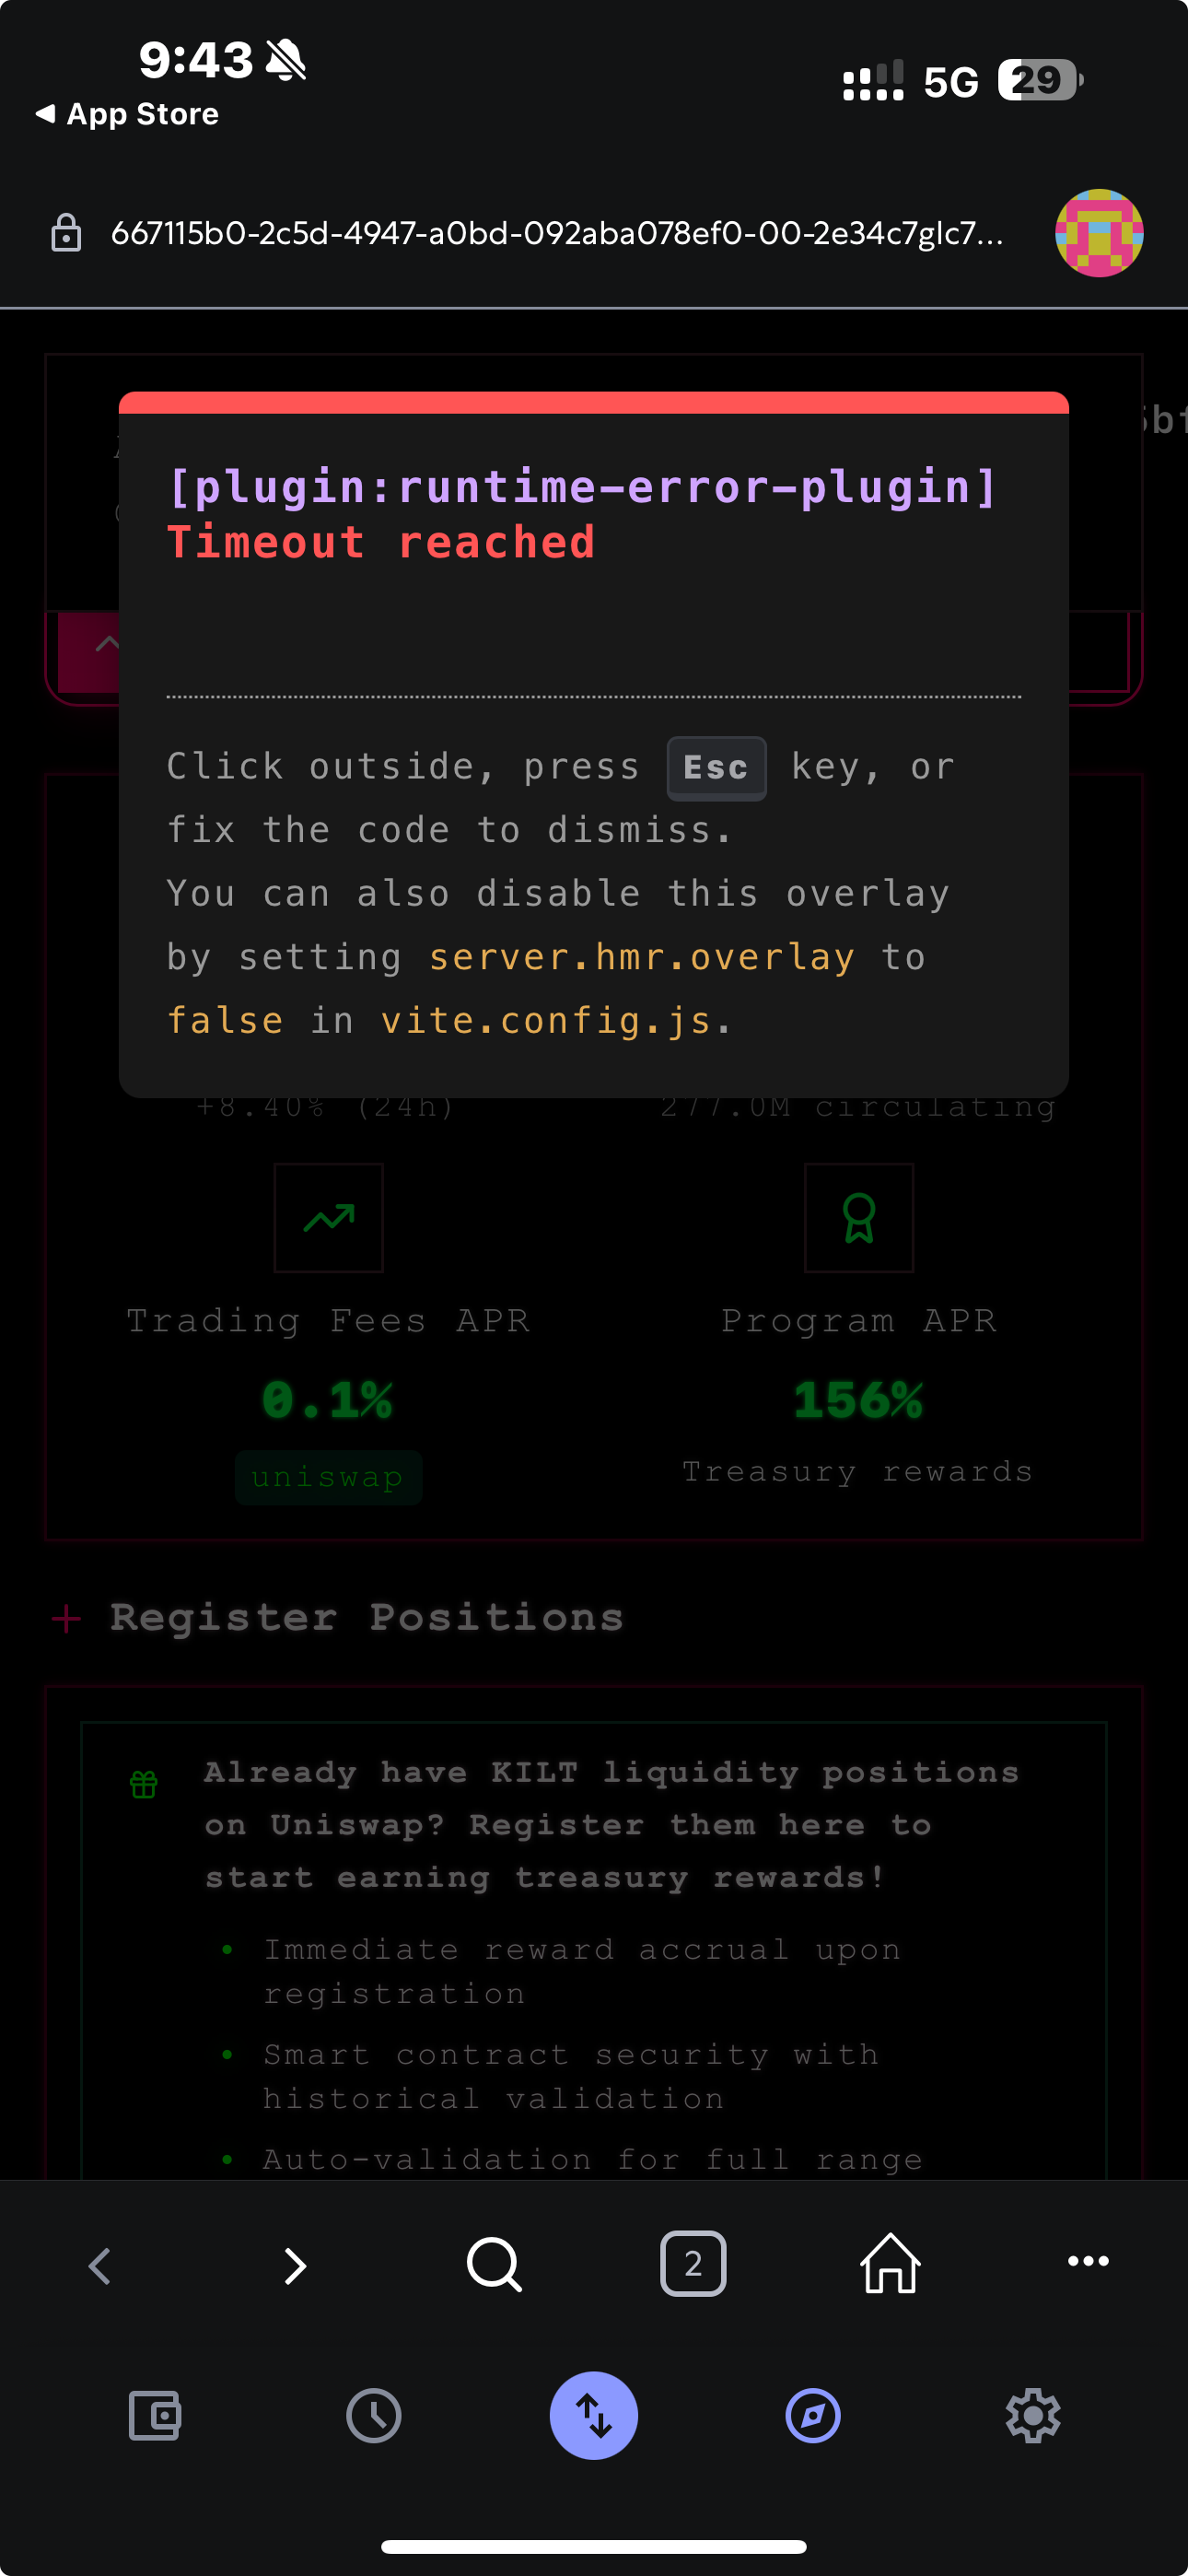 9:43
5G
29
App Store
667115b0-2c5d-4947-a0bd-092aba078ef0-00-2e34c7glc7...
[plugin:runtime-error-plugin]
Timeout reached
Click outside, press Esc key, or
fix the code to dismiss.
You can also disable this overlay
by setting server.hmr.overlay to
false in vite.config.js.
+8.40% (24h)
277.0M circulating
Trading Fees APR
Program APR
0.1%
156%
uniswap
Treasury rewards
Register Positions
Already have KILT liquidity positions
on Uniswap? Register them here to
start earning treasury rewards!
• Immediate reward accrual upon
registration
• Smart contract security with
historical validation
• Auto-validation for full range
2